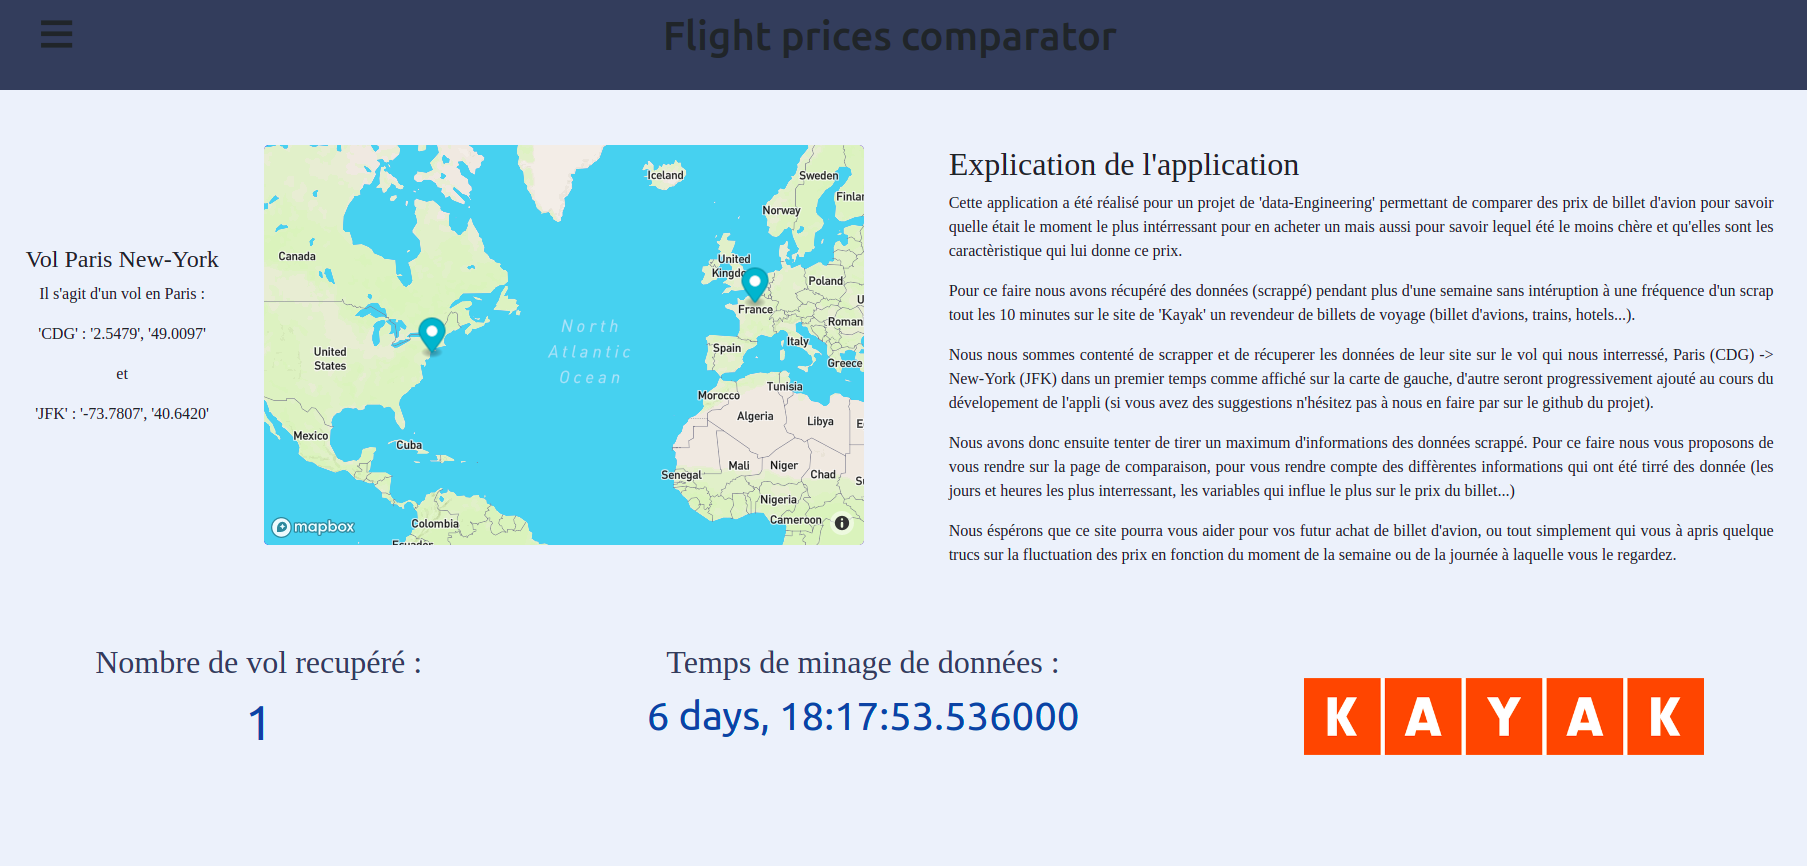 Flight prices comparator
Vol Paris New-York
Il s'agit d'un vol en Paris :
'CDG' : '2.5479', '49.0097'
et
'JFK' : '-73.7807', '40.6420'
Iceland
Sweden
Finlan
Norway
Canada
United
Kingdo
Poland
France
U
Roman
North
Atlantic
Ocean
United
States
Italy
Spain
Greece
Tunisia
Morocco
Algeria
Libya
E
Mexico
Cuba
Mali
Niger
Chad
Senegal
S
Nigeria
Colombia
Cameroon
Ecuador
mapbox
Explication de l'application
Cette application a été réalisé pour un projet de 'data-Engineering' permettant de comparer des prix de billet d'avion pour savoir
quelle était le moment le plus intérressant pour en acheter un mais aussi pour savoir lequel été le moins chère et qu'elles sont les
caractèristique qui lui donne ce prix.
Pour ce faire nous avons récupéré des données (scrappé) pendant plus d'une semaine sans intéruption à une fréquence d'un scrap
tout les 10 minutes sur le site de 'Kayak' un revendeur de billets de voyage (billet d'avions, trains, hotels...).
Nous nous sommes contenté de scrapper et de récuperer les données de leur site sur le vol qui nous interressé, Paris (CDG) ->
New-York (JFK) dans un premier temps comme affiché sur la carte de gauche, d'autre seront progressivement ajouté au cours du
dévelopement de l'appli (si vous avez des suggestions n'hésitez pas à nous en faire par sur le github du projet).
Nous avons donc ensuite tenter de tirer un maximum d'informations des données scrappé. Pour ce faire nous vous proposons de
vous rendre sur la page de comparaison, pour vous rendre compte des diffèrentes informations qui ont été tirré des donnée (les
jours et heures les plus interressant, les variables qui influe le plus sur le prix du billet...)
Nous éspérons que ce site pourra vous aider pour vos futur achat de billet d'avion, ou tout simplement qui vous à apris quelque
trucs sur la fluctuation des prix en fonction du moment de la semaine ou de la journée à laquelle vous le regardez.
Nombre de vol recupéré :
1
Temps de minage de données :
6 days, 18:17:53.536000
KAYAK